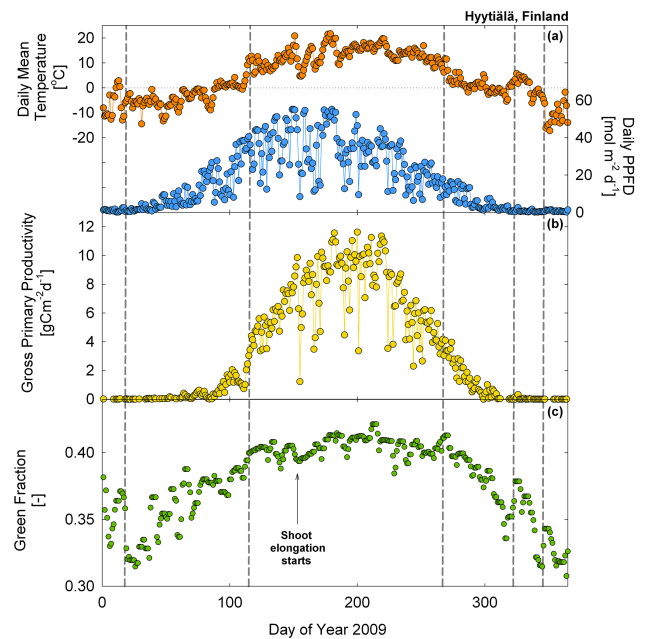 Hyytiälä, Finland
(a)
Daily Mean
Temperature
[°C]
20
10
0
-10
-20
60
40
20
0
Daily PPFD
[mol m⁻² d⁻¹]
(b)
Gross Primary Productivity
[gCm⁻²d⁻¹]
12
10
8
6
4
2
0
(c)
Green Fraction
[-]
0.40
0.35
0.30
Shoot
elongation
starts
0
100
200
300
Day of Year 2009